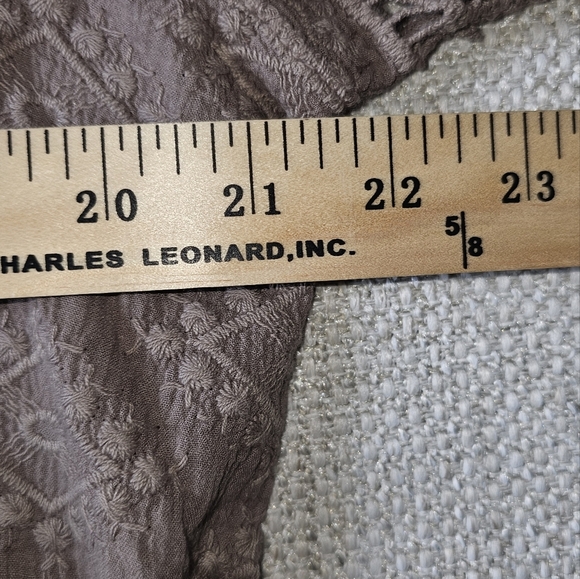 20 21 22 23
HARLES LEONARD, INC.
5|8